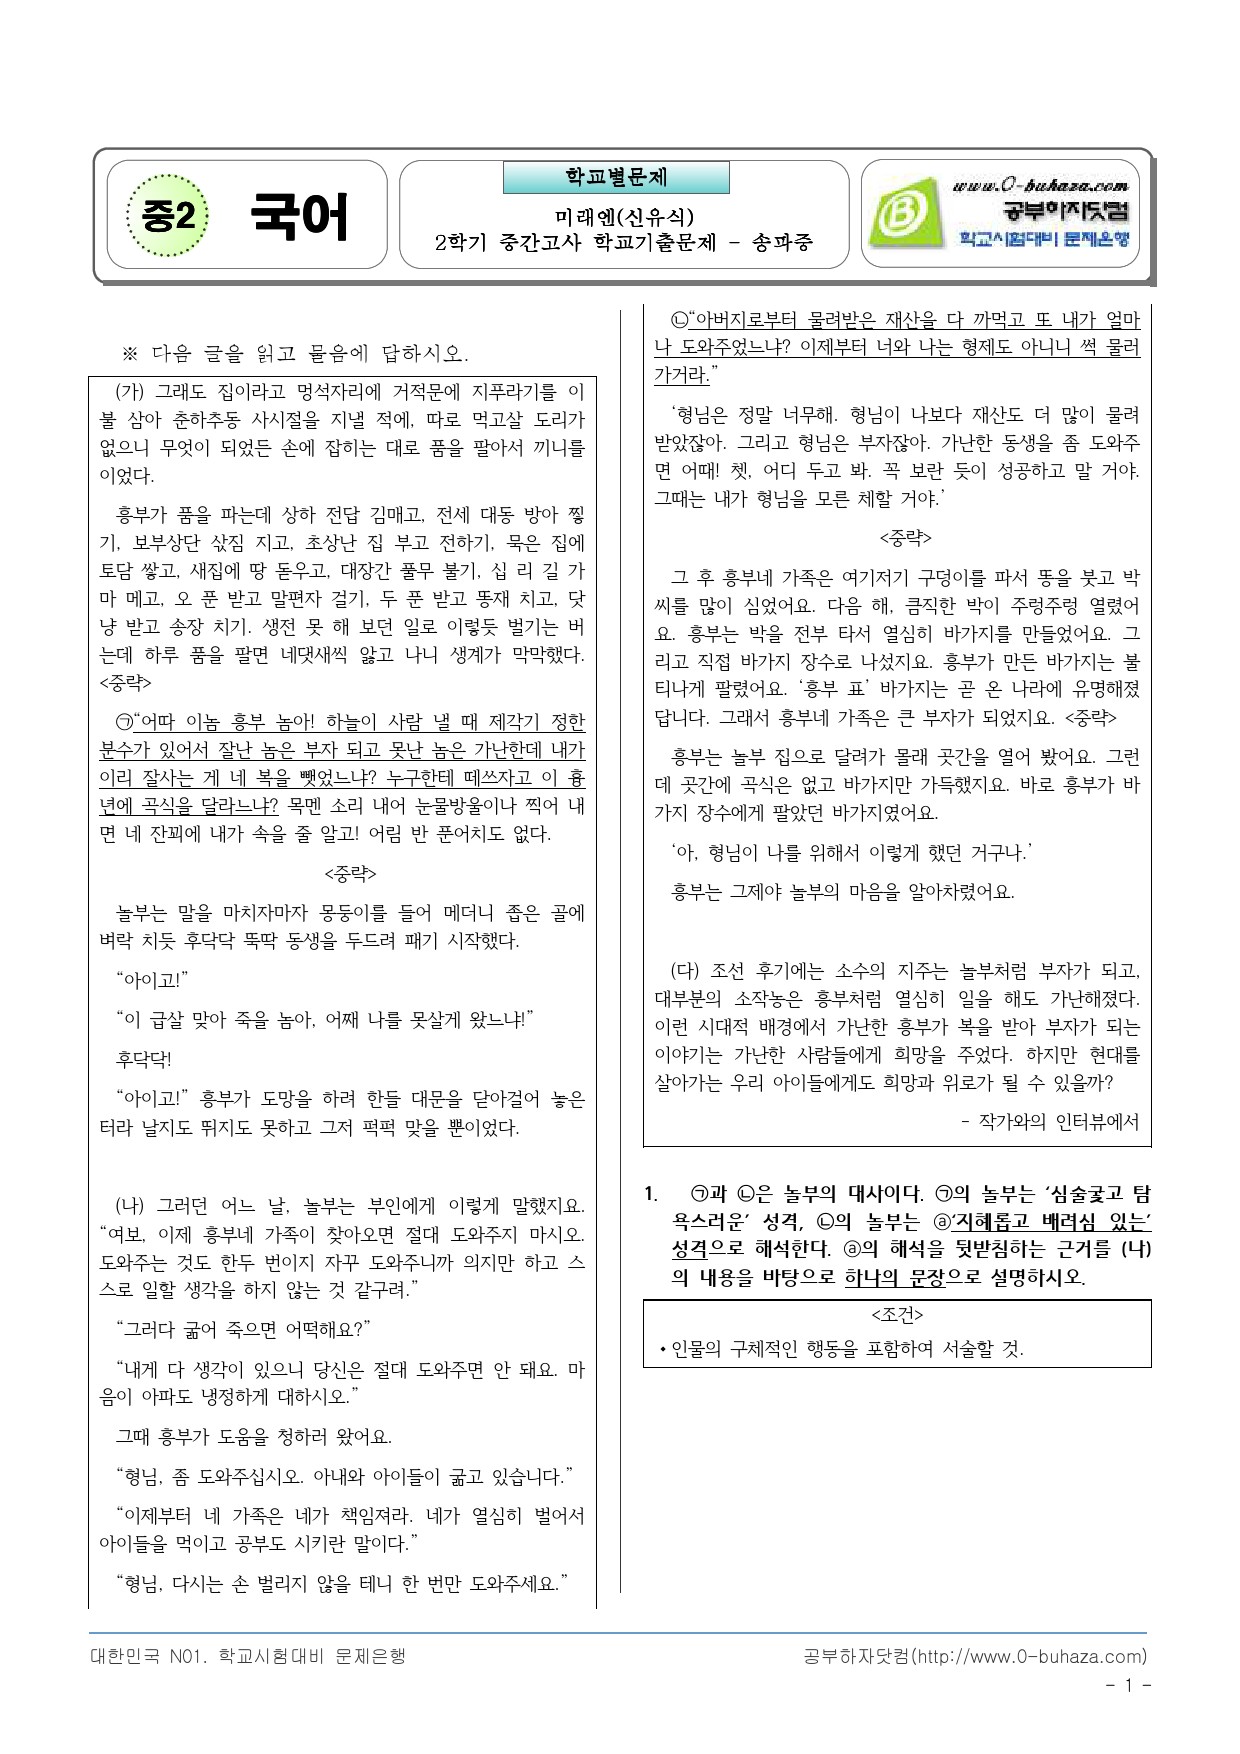 중2 국어
학교별문제
미래엔(신유식)
2학기 중간고사 학교기출문제 - 송파중
www.0-buhaza.com
공부하자닷컴
학교시험대비 문제은행
※ 다음 글을 읽고 물음에 답하시오.
(가) 그래도 집이라고 멍석자리에 거적문에 지푸라기를 이
불 삼아 춘하추동 사시절을 지낼 적에, 따로 먹고살 도리가
없으니 무엇이 되었든 손에 잡히는 대로 품을 팔아서 끼니를
이었다.
흥부가 품을 파는데 상하 전답 김매고, 전세 대동 방아 찧
기, 보부상단 삯짐 지고, 초상난 집 부고 전하기, 묵은 집에
토담 쌓고, 새집에 땅 돋우고, 대장간 풀무 불기, 십 리 길 가
마 메고, 오 푼 받고 말편자 걸기, 두 푼 받고 똥재 치고, 닷
냥 받고 송장 치기. 생전 못 해 보던 일로 이렇듯 벌기는 버
는데 하루 품을 팔면 네댓새씩 앓고 나니 생계가 막막했다.
<중략>
㉠“어따 이놈 흥부 놈아! 하늘이 사람 낼 때 제각기 정한
분수가 있어서 잘난 놈은 부자 되고 못난 놈은 가난한데 내가
이리 잘사는 게 네 복을 뺏었느냐? 누구한테 떼쓰자고 이 흉
년에 곡식을 달라느냐? 목멘 소리 내어 눈물방울이나 찍어 내
면 네 잔꾀에 내가 속을 줄 알고! 어림 반 푼어치도 없다.
<중략>
놀부는 말을 마치자마자 몽둥이를 들어 메더니 좁은 골에
벼락 치듯 후닥닥 뚝딱 동생을 두드려 패기 시작했다.
“아이고!”
“이 급살 맞아 죽을 놈아, 어째 나를 못살게 왔느냐!”
후닥닥!
“아이고!” 흥부가 도망을 하려 한들 대문을 닫아걸어 놓은
터라 날지도 뛰지도 못하고 그저 퍽퍽 맞을 뿐이었다.
(나) 그러던 어느 날, 놀부는 부인에게 이렇게 말했지요.
“여보, 이제 흥부네 가족이 찾아오면 절대 도와주지 마시오.
도와주는 것도 한두 번이지 자꾸 도와주니까 의지만 하고 스
스로 일할 생각을 하지 않는 것 같구려.”
“그러다 굶어 죽으면 어떡해요?”
“내게 다 생각이 있으니 당신은 절대 도와주면 안 돼요. 마
음이 아파도 냉정하게 대하시오.”
그때 흥부가 도움을 청하러 왔어요.
“형님, 좀 도와주십시오. 아내와 아이들이 굶고 있습니다.”
“이제부터 네 가족은 네가 책임져라. 네가 열심히 벌어서
아이들을 먹이고 공부도 시키란 말이다.”
“형님, 다시는 손 벌리지 않을 테니 한 번만 도와주세요.”
㉡“아버지로부터 물려받은 재산을 다 까먹고 또 내가 얼마
나 도와주었느냐? 이제부터 너와 나는 형제도 아니니 썩 물러
가거라.”
‘형님은 정말 너무해. 형님이 나보다 재산도 더 많이 물려
받았잖아. 그리고 형님은 부자잖아. 가난한 동생을 좀 도와주
면 어때! 쳇, 어디 두고 봐. 꼭 보란 듯이 성공하고 말 거야.
그때는 내가 형님을 모른 체할 거야.’
<중략>
그 후 흥부네 가족은 여기저기 구덩이를 파서 똥을 붓고 박
씨를 많이 심었어요. 다음 해, 큼직한 박이 주렁주렁 열렸어
요. 흥부는 박을 전부 타서 열심히 바가지를 만들었어요. 그
리고 직접 바가지 장수로 나섰지요. 흥부가 만든 바가지는 불
티나게 팔렸어요. ‘흥부 표’ 바가지는 곧 온 나라에 유명해졌
답니다. 그래서 흥부네 가족은 큰 부자가 되었지요. <중략>
흥부는 놀부 집으로 달려가 몰래 곳간을 열어 봤어요. 그런
데 곳간에 곡식은 없고 바가지만 가득했지요. 바로 흥부가 바
가지 장수에게 팔았던 바가지였어요.
‘아, 형님이 나를 위해서 이렇게 했던 거구나.’
흥부는 그제야 놀부의 마음을 알아차렸어요.
(다) 조선 후기에는 소수의 지주는 놀부처럼 부자가 되고,
대부분의 소작농은 흥부처럼 열심히 일을 해도 가난해졌다.
이런 시대적 배경에서 가난한 흥부가 복을 받아 부자가 되는
이야기는 가난한 사람들에게 희망을 주었다. 하지만 현대를
살아가는 우리 아이들에게도 희망과 위로가 될 수 있을까?
- 작가와의 인터뷰에서
1. ㉠과 ㉡은 놀부의 대사이다. ㉠의 놀부는 ‘심술궂고 탐
욕스러운’ 성격, ㉡의 놀부는 ⓐ‘지혜롭고 배려심 있는’
성격으로 해석한다. ⓐ의 해석을 뒷받침하는 근거를 (나)
의 내용을 바탕으로 하나의 문장으로 설명하시오.
<조건>
• 인물의 구체적인 행동을 포함하여 서술할 것.
대한민국 N01. 학교시험대비 문제은행
공부하자닷컴(http://www.0-buhaza.com)
- 1 -